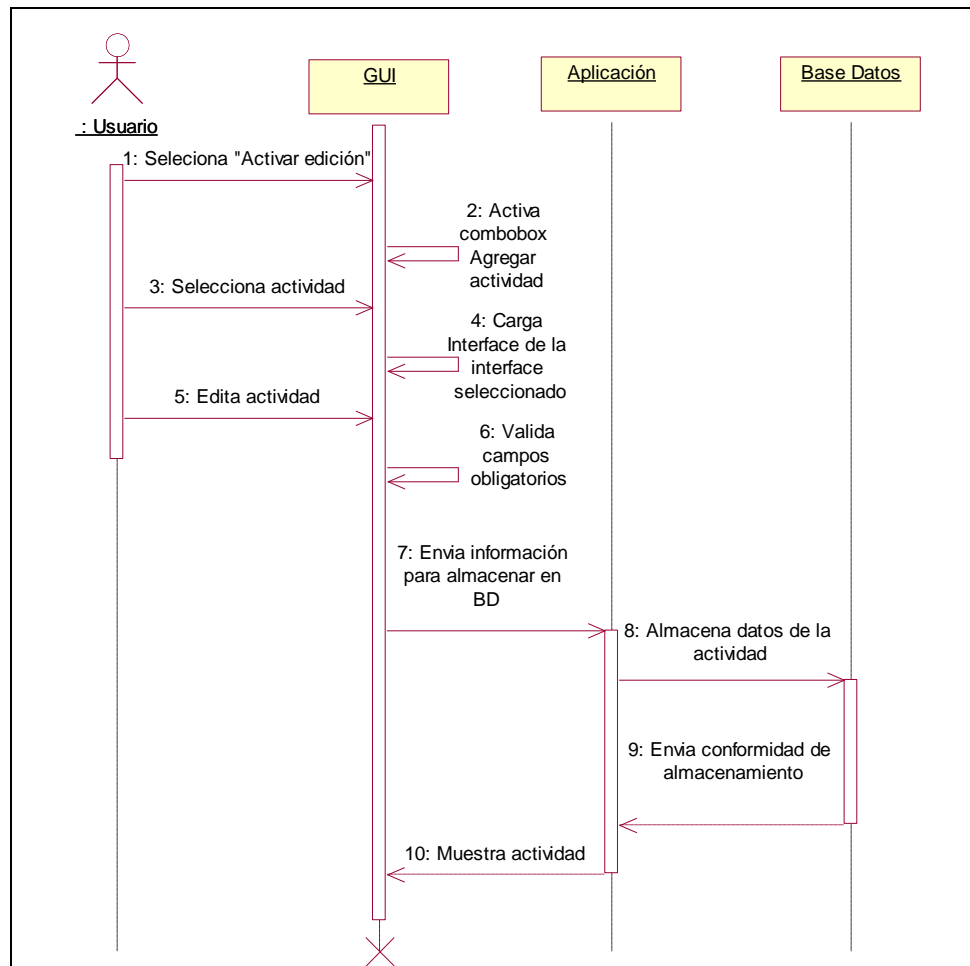 GUI
Aplicación
Base Datos
: Usuario
1: Seleciona "Activar edición"
2: Activa
combobox
Agregar
actividad
3: Selecciona actividad
4: Carga
Interface de la
interface
seleccionado
5: Edita actividad
6: Valida
campos
obligatorios
7: Envia información
para almacenar en
BD
8: Almacena datos de la
actividad
9: Envia conformidad de
almacenamiento
10: Muestra actividad